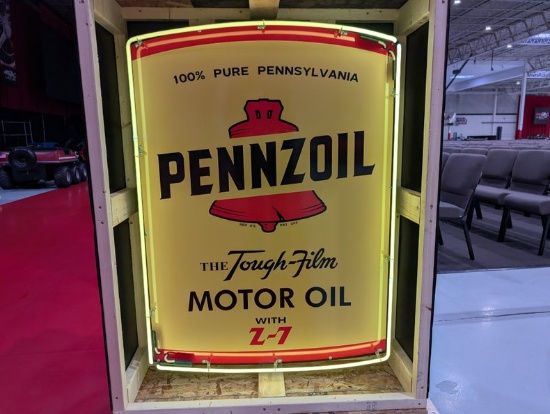 100% PURE PENNSYLVANIA
PENNZOIL
THE Tough-Film
MOTOR OIL
WITH
Z-7